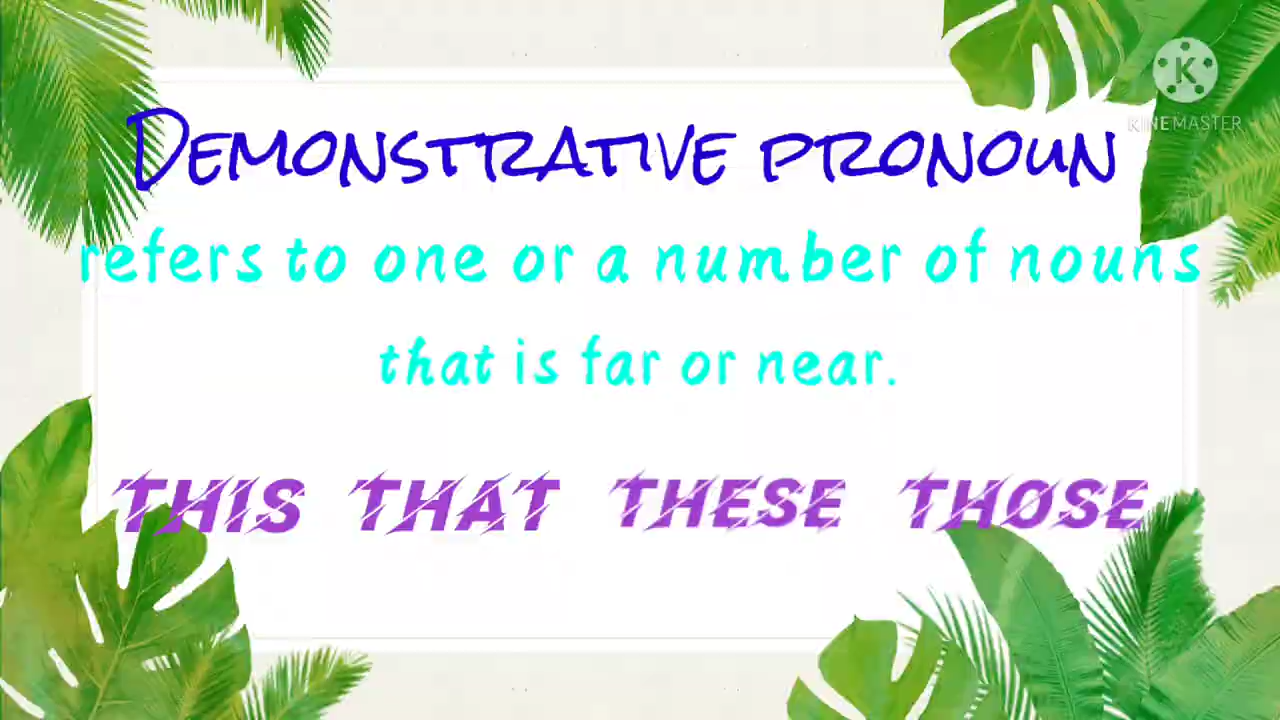 K
KINEMASTER
DEMONSTRATIVE PRONOUN
refers to one or a number of nouns
that is far or near.
THIS THAT THESE THOSE